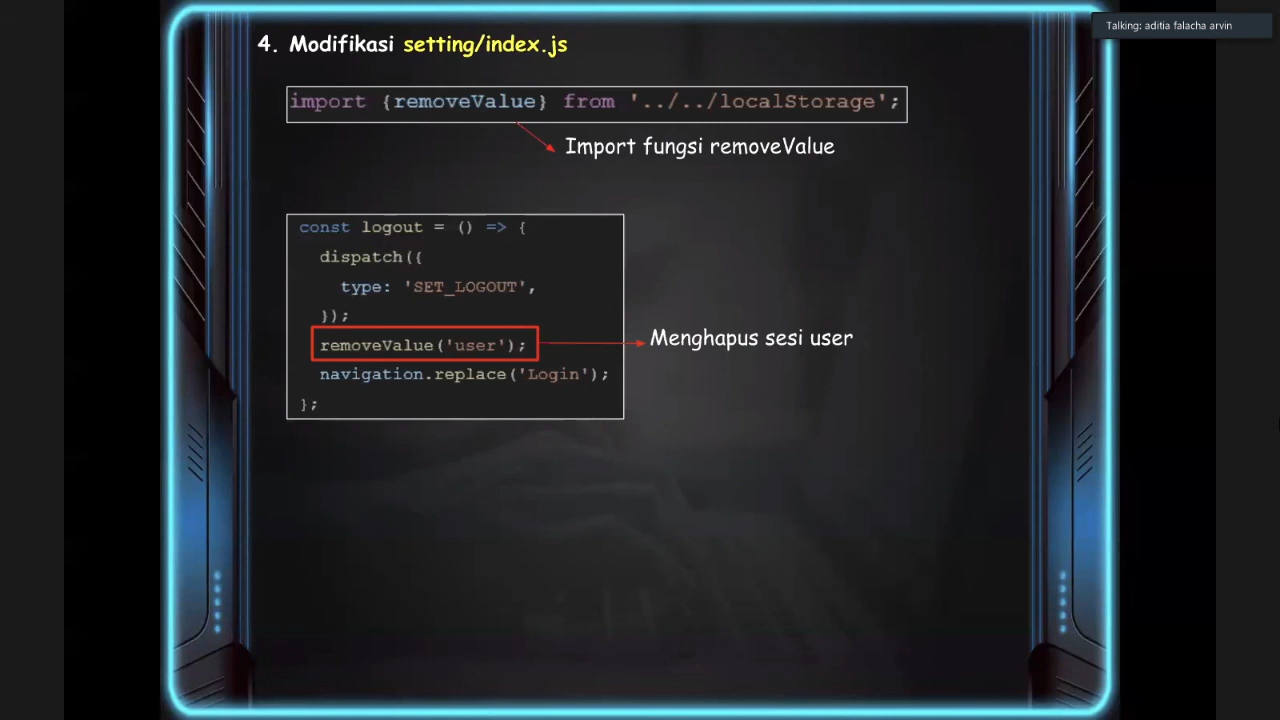 Talking: aditia falacha arvin
4. Modifikasi setting/index.js
import {removeValue} from '../../localStorage';
Import fungsi removeValue
const logout = () => {
dispatch({
type: 'SET_LOGOUT',
});
removeValue('user');
Menghapus sesi user
navigation.replace('Login');
};